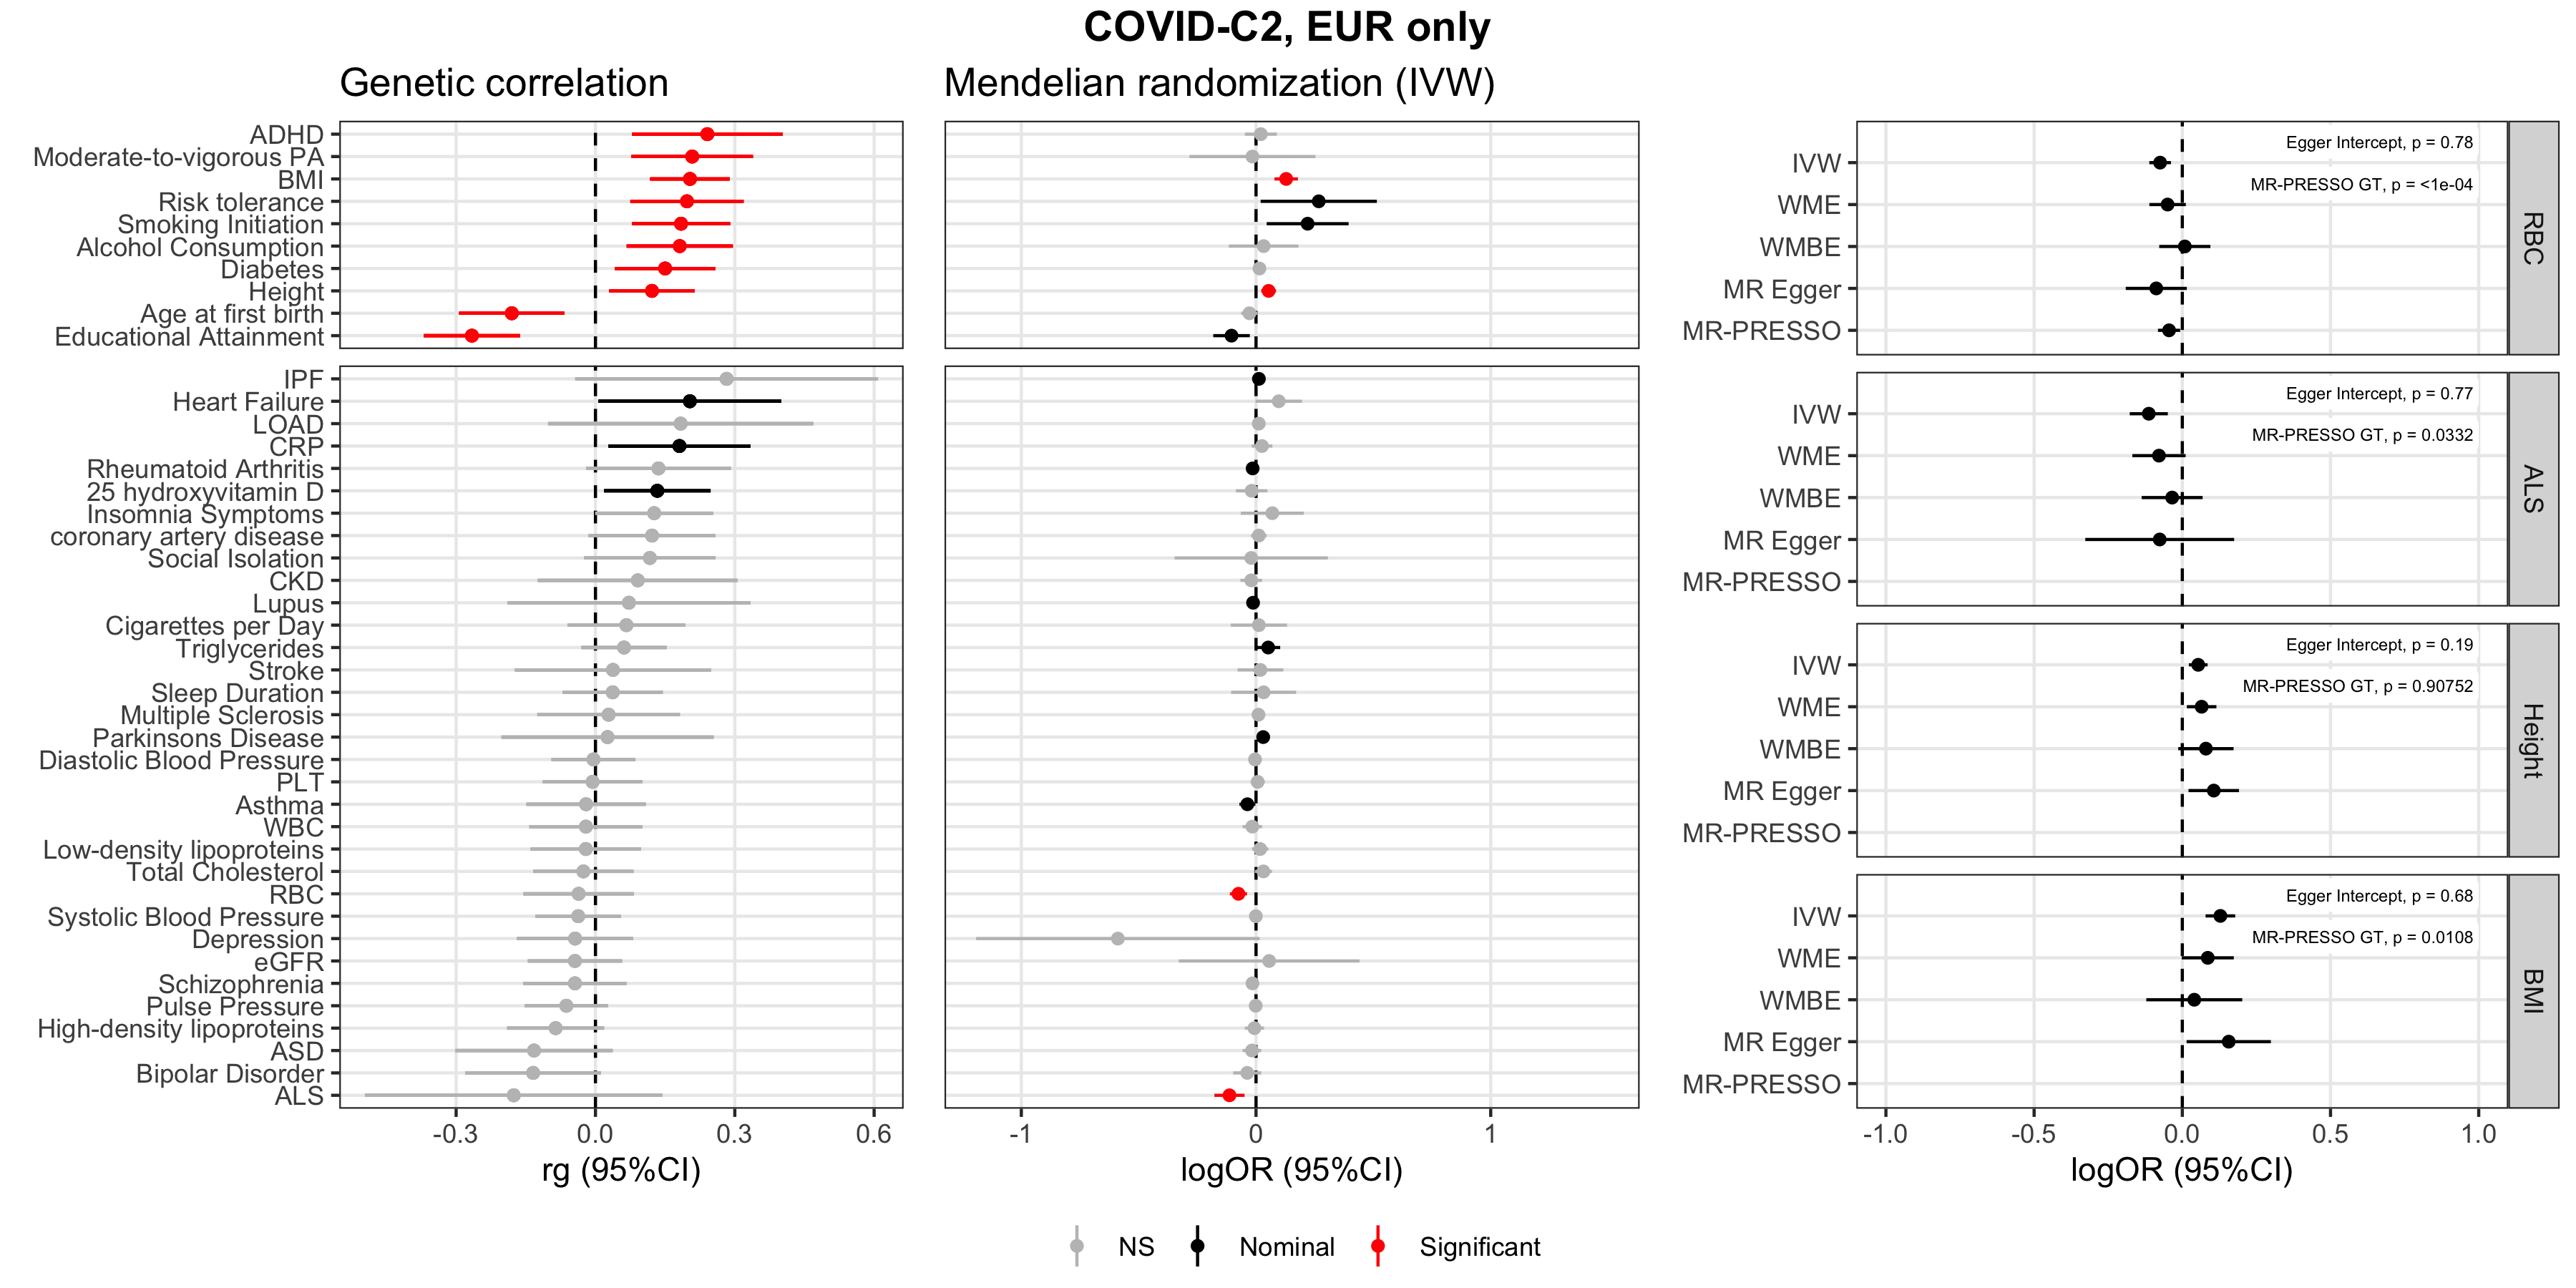 COVID-C2, EUR only
Genetic correlation
Mendelian randomization (IVW)
ADHD
Moderate-to-vigorous PA
BMI
Risk tolerance
Smoking Initiation
Alcohol Consumption
Diabetes
Height
Age at first birth
Educational Attainment
IPF
Heart Failure
LOAD
CRP
Rheumatoid Arthritis
25 hydroxyvitamin D
Insomnia Symptoms
coronary artery disease
Social Isolation
CKD
Lupus
Cigarettes per Day
Triglycerides
Stroke
Sleep Duration
Multiple Sclerosis
Parkinsons Disease
Diastolic Blood Pressure
PLT
Asthma
WBC
Low-density lipoproteins
Total Cholesterol
RBC
Systolic Blood Pressure
Depression
eGFR
Schizophrenia
Pulse Pressure
High-density lipoproteins
ASD
Bipolar Disorder
ALS
-0.3 0.0 0.3 0.6
rg (95%CI)
-1 0 1
logOR (95%CI)
IVW
WME
WMBE
MR Egger
MR-PRESSO
Egger Intercept, p = 0.78
MR-PRESSO GT, p = <1e-04
RBC
IVW
WME
WMBE
MR Egger
MR-PRESSO
Egger Intercept, p = 0.77
MR-PRESSO GT, p = 0.0332
ALS
IVW
WME
WMBE
MR Egger
MR-PRESSO
Egger Intercept, p = 0.19
MR-PRESSO GT, p = 0.90752
Height
IVW
WME
WMBE
MR Egger
MR-PRESSO
Egger Intercept, p = 0.68
MR-PRESSO GT, p = 0.0108
BMI
-1.0 -0.5 0.0 0.5 1.0
logOR (95%CI)
NS Nominal Significant